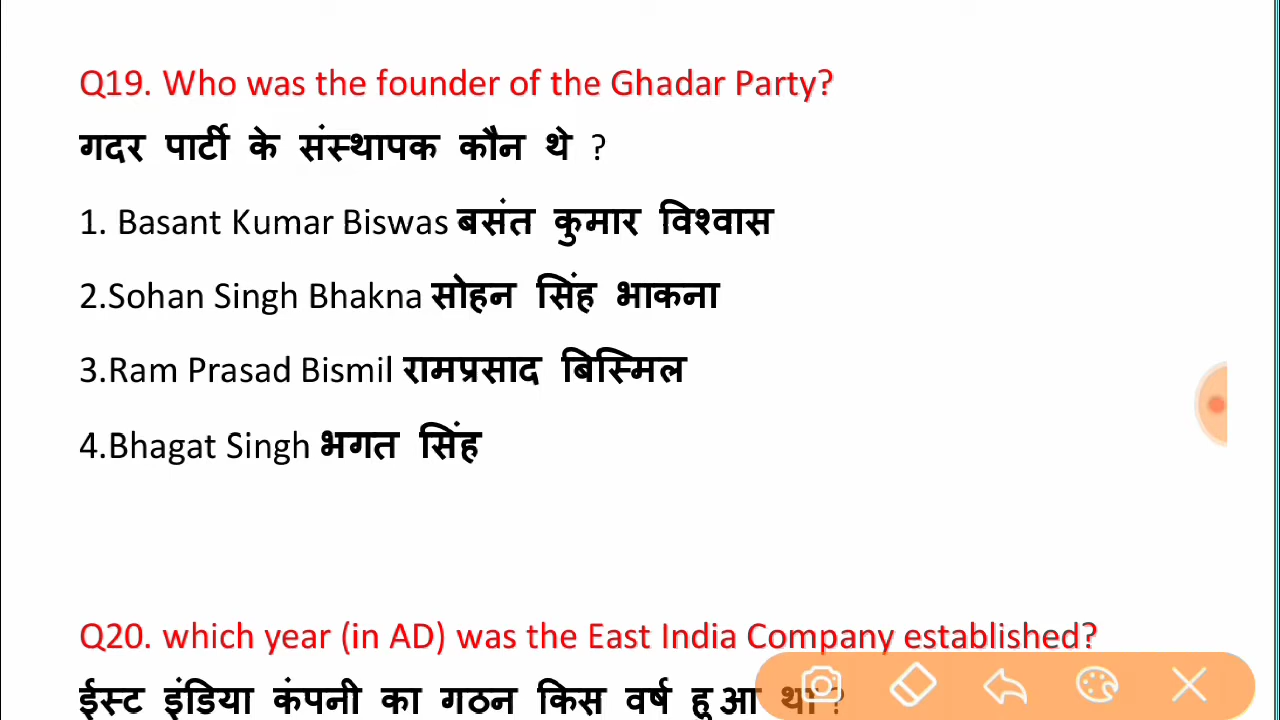 Q19. Who was the founder of the Ghadar Party?
गदर पार्टी के संस्थापक कौन थे ?
1. Basant Kumar Biswas बसंत कुमार विश्वास
2.Sohan Singh Bhakna सोहन सिंह भाकना
3.Ram Prasad Bismil रामप्रसाद बिस्मिल
4.Bhagat Singh भगत सिंह
Q20. which year (in AD) was the East India Company established?
ईस्ट इंडिया कंपनी का गठन किस वर्ष हुआ था ?